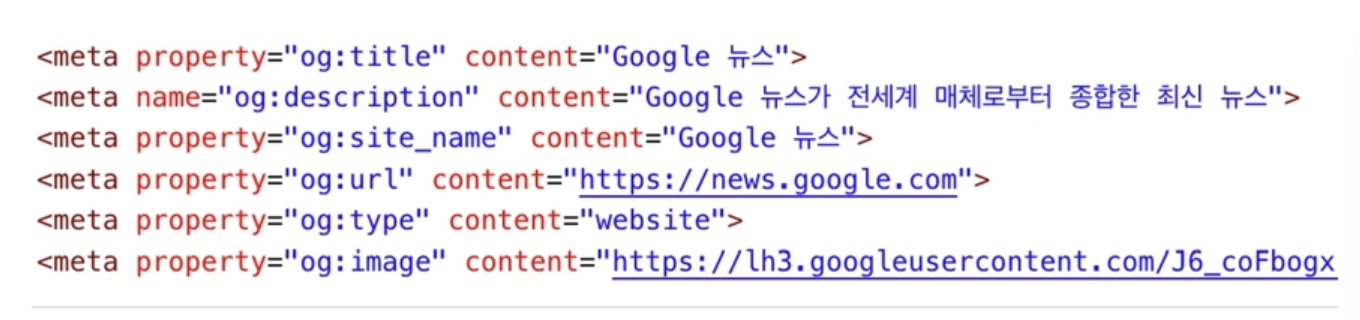 <meta property="og:title" content="Google 뉴스">
<meta name="og:description" content="Google 뉴스가 전세계 매체로부터 종합한 최신 뉴스">
<meta property="og:site_name" content="Google 뉴스">
<meta property="og:url" content="https://news.google.com">
<meta property="og:type" content="website">
<meta property="og:image" content="https://lh3.googleusercontent.com/J6_coFbogx